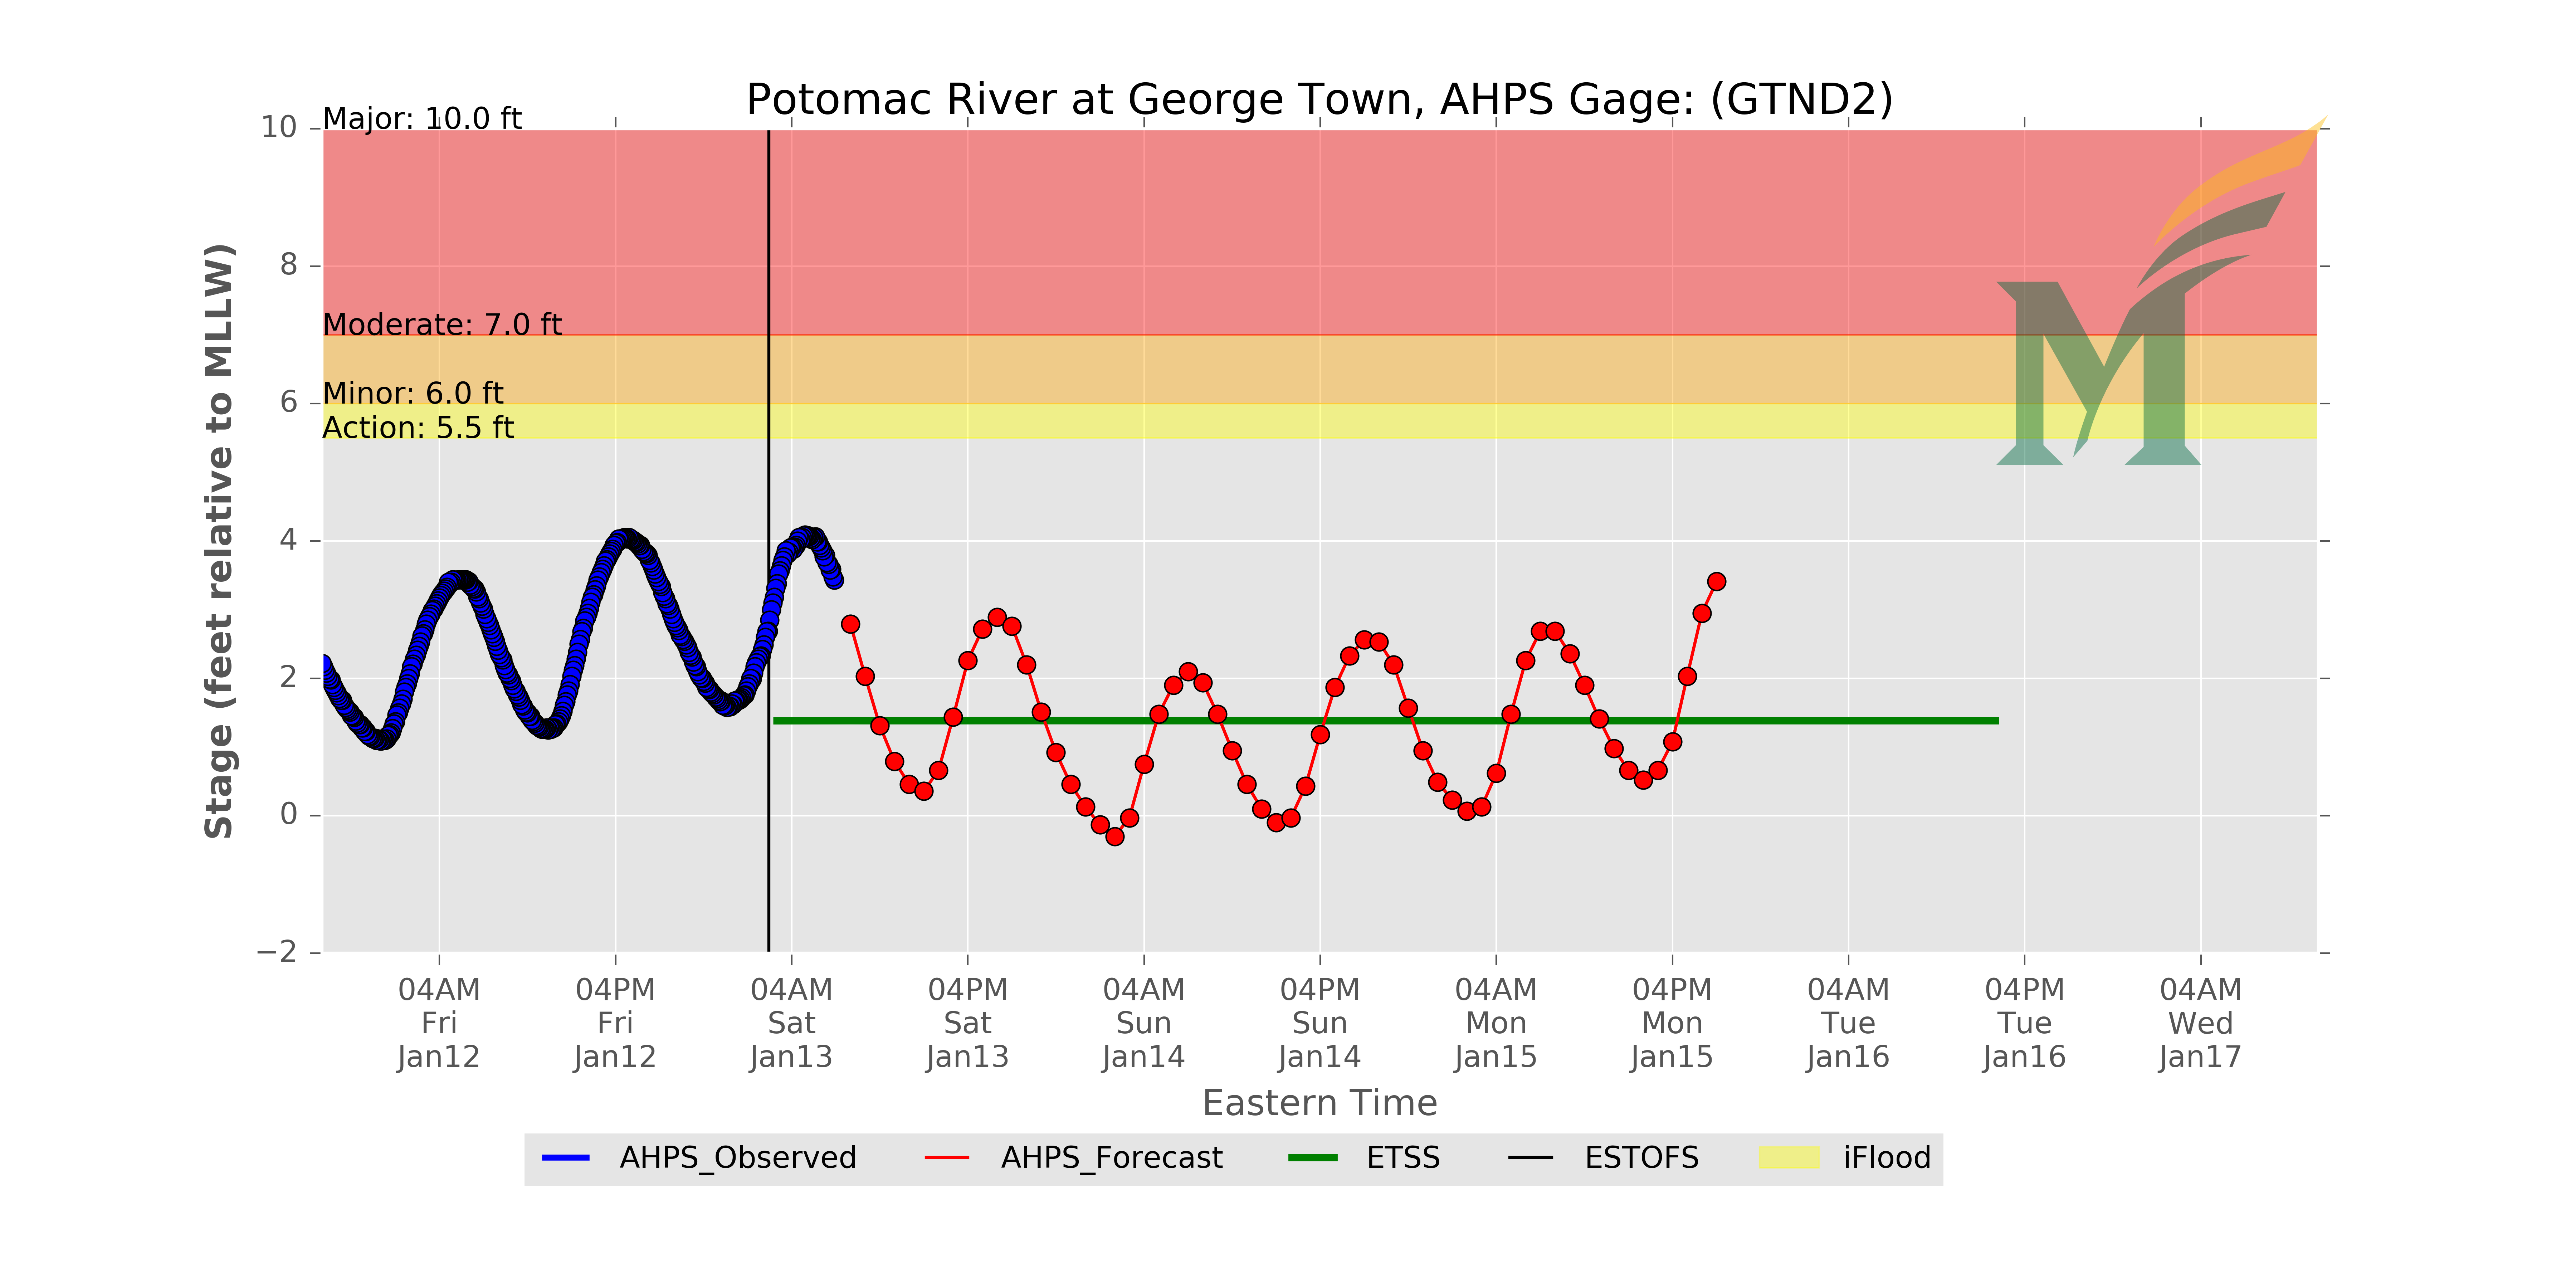 Potomac River at George Town, AHPS Gage: (GTND2)
Major: 10.0 ft
Moderate: 7.0 ft
Minor: 6.0 ft
Action: 5.5 ft
Stage (feet relative to MLLW)
10
8
6
4
2
0
−2
04AM 04PM 04AM 04PM 04AM 04PM 04AM 04PM 04AM 04PM 04AM
Fri Fri Sat Sat Sun Sun Mon Mon Tue Tue Wed
Jan12 Jan12 Jan13 Jan13 Jan14 Jan14 Jan15 Jan15 Jan16 Jan16 Jan17
Eastern Time
AHPS_Observed AHPS_Forecast ETSS ESTOFS iFlood